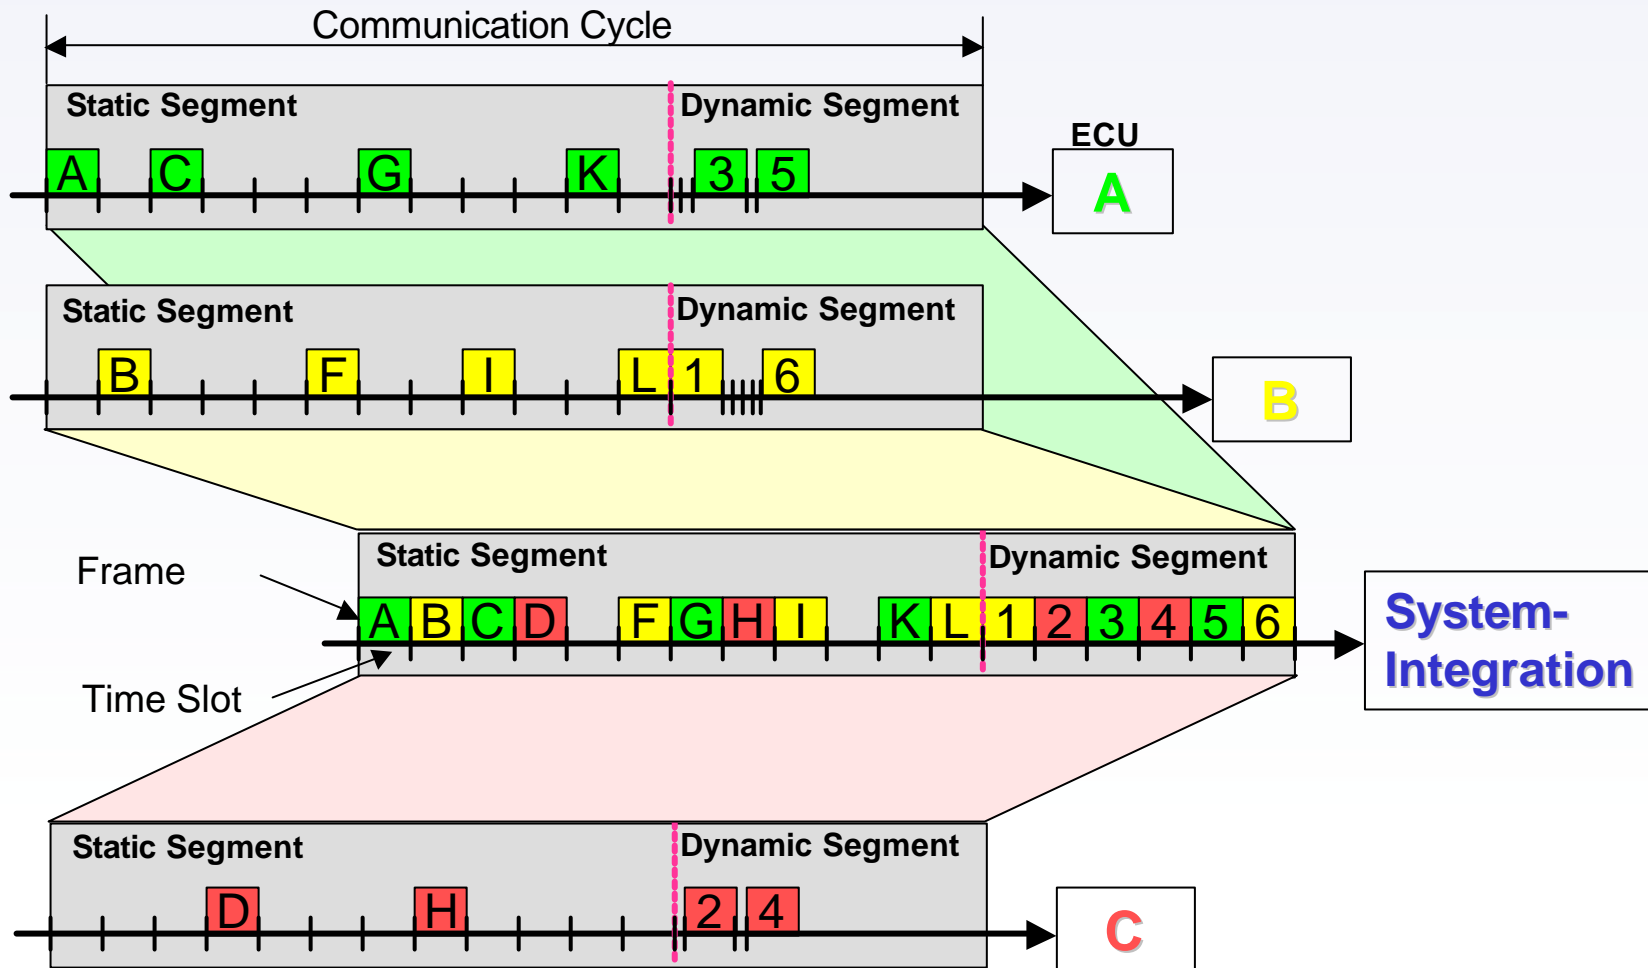 Communication Cycle
Static Segment
Dynamic Segment
ECU
A C G K 3 5
A
Static Segment
Dynamic Segment
B F I L 1 6
B
Static Segment
Dynamic Segment
Frame
A B C D F G H I K L 1 2 3 4 5 6
System-
Integration
Time Slot
Static Segment
Dynamic Segment
D H 2 4
C